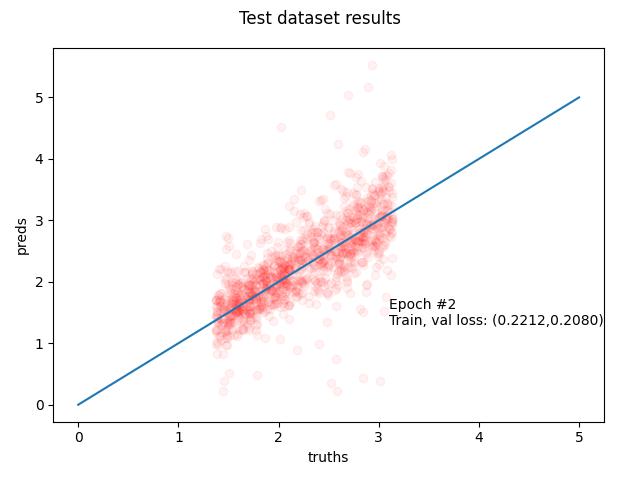 Test dataset results
preds
5
4
3
2
1
0
Epoch #2
Train, val loss: (0.2212,0.2080)
0 1 2 3 4 5
truths